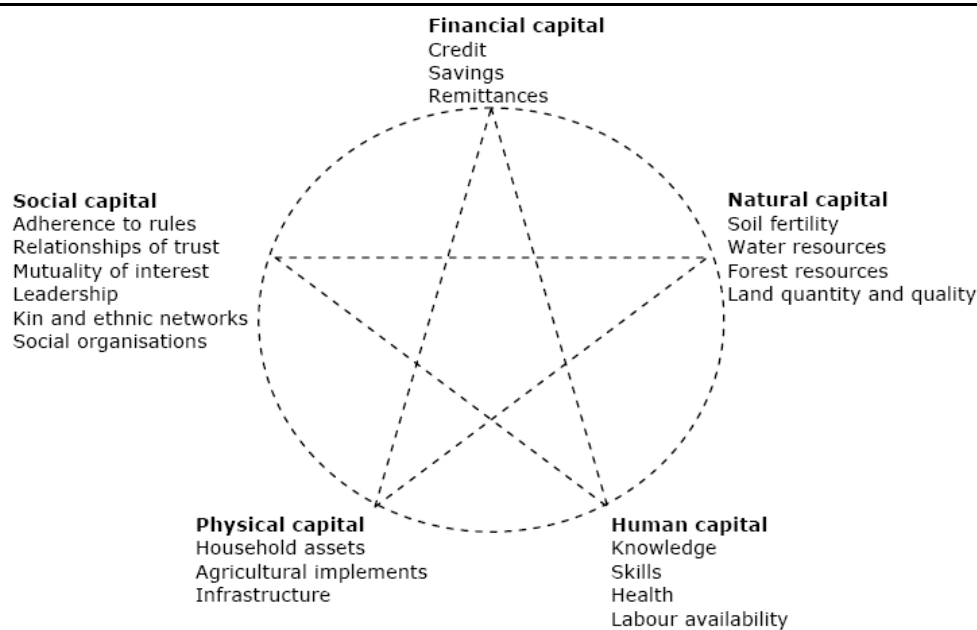 Financial capital
Credit
Savings
Remittances
Social capital
Adherence to rules
Relationships of trust
Mutuality of interest
Leadership
Kin and ethnic networks
Social organisations
Natural capital
Soil fertility
Water resources
Forest resources
Land quantity and quality
Physical capital
Household assets
Agricultural implements
Infrastructure
Human capital
Knowledge
Skills
Health
Labour availability